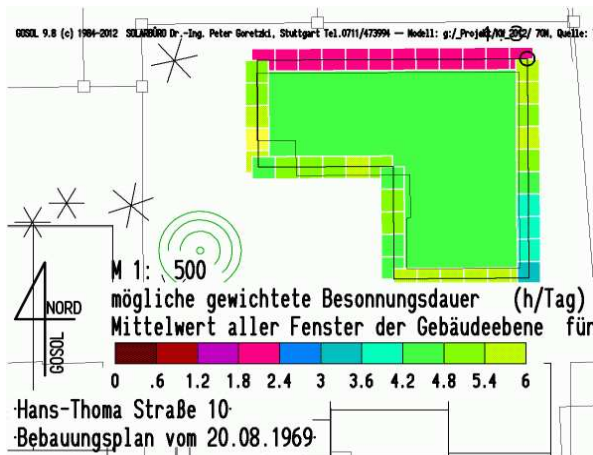 GOSOL 9.8 (c) 1984-2012 SOLARBÜRO Dr.-Ing. Peter Goretzki, Stuttgart Tel.0711/473994 — Modell: Quelle:
M 1: 500
mögliche gewichtete Besonnungsdauer (h/Tag)
Mittelwert aller Fenster der Gebäudeebene für
NORD
GOSOL
0 .6 1.2 1.8 2.4 3 3.6 4.2 4.8 5.4 6
Hans-Thoma Straße 10
Bebauungsplan vom 20.08.1969